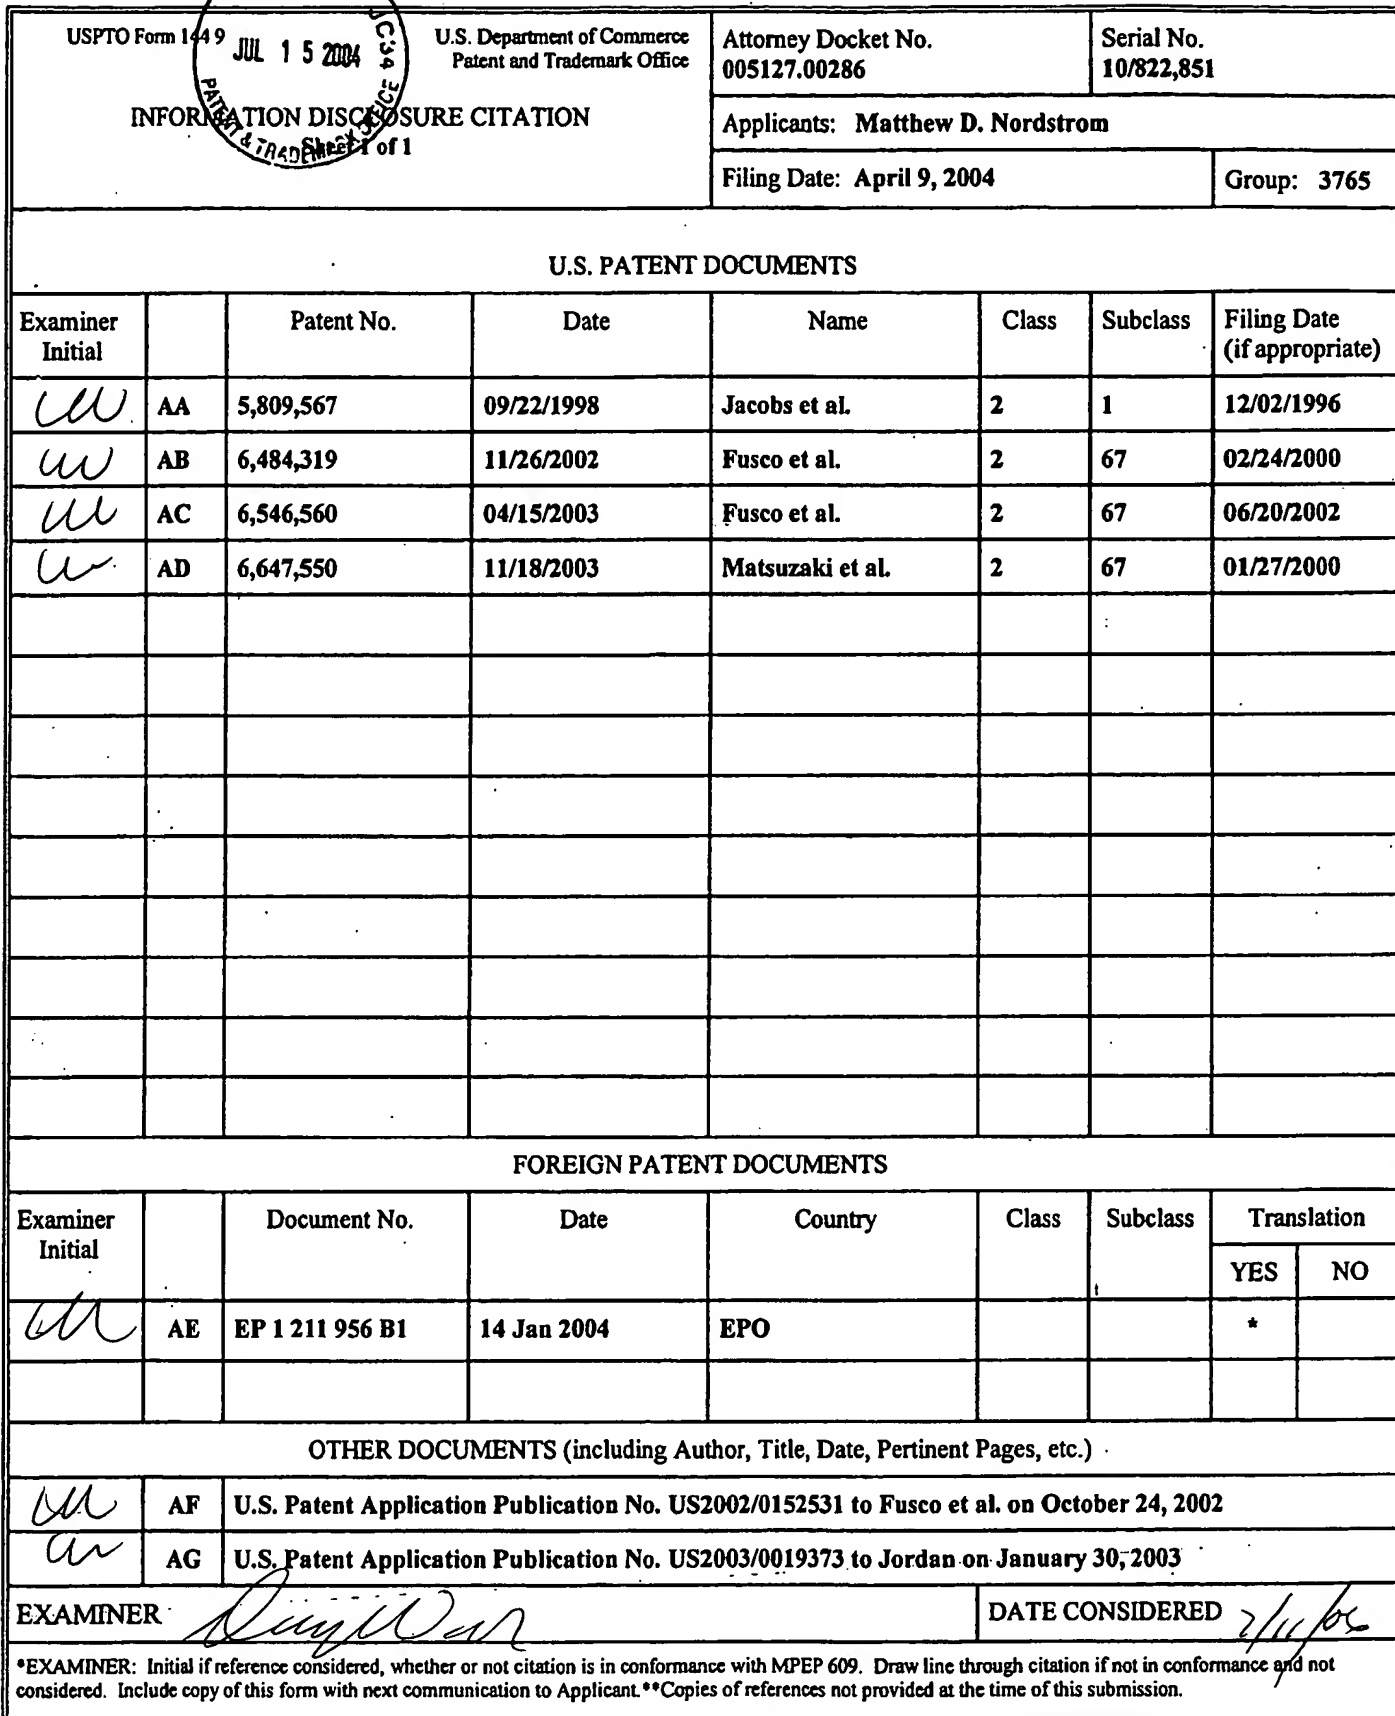 USPTO Form 1449
U.S. Department of Commerce
Patent and Trademark Office
JUL 15 2004
PATENT & TRADEMARK OFFICE
INFORMATION DISCLOSURE CITATION
Sheet 1 of 1
Attorney Docket No.
005127.00286
Serial No.
10/822,851
Applicants: Matthew D. Nordstrom
Filing Date: April 9, 2004
Group: 3765
U.S. PATENT DOCUMENTS
Examiner Initial Patent No. Date Name Class Subclass Filing Date (if appropriate)
AA 5,809,567 09/22/1998 Jacobs et al. 2 1 12/02/1996
AB 6,484,319 11/26/2002 Fusco et al. 2 67 02/24/2000
AC 6,546,560 04/15/2003 Fusco et al. 2 67 06/20/2002
AD 6,647,550 11/18/2003 Matsuzaki et al. 2 67 01/27/2000
FOREIGN PATENT DOCUMENTS
Examiner Initial Document No. Date Country Class Subclass Translation
YES NO
AE EP 1 211 956 B1 14 Jan 2004 EPO *
OTHER DOCUMENTS (including Author, Title, Date, Pertinent Pages, etc.)
AF U.S. Patent Application Publication No. US2002/0152531 to Fusco et al. on October 24, 2002
AG U.S. Patent Application Publication No. US2003/0019373 to Jordan on January 30, 2003
EXAMINER
DATE CONSIDERED
*EXAMINER: Initial if reference considered, whether or not citation is in conformance with MPEP 609. Draw line through citation if not in conformance and not
considered. Include copy of this form with next communication to Applicant.**Copies of references not provided at the time of this submission.